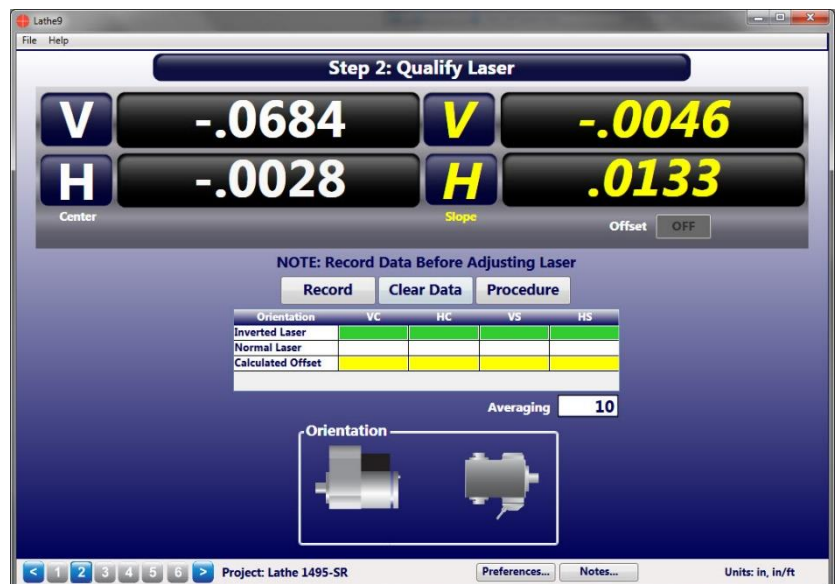 Lathe9
File Help
Step 2: Qualify Laser
V -.0684 V -.0046
H -.0028 H .0133
Center Slope Offset OFF
NOTE: Record Data Before Adjusting Laser
Record Clear Data Procedure
Orientation VC HC VS HS
Inverted Laser
Normal Laser
Calculated Offset
Averaging 10
Orientation
< 1 2 3 4 5 6 > Project: Lathe 1495-SR Preferences... Notes... Units: in, in/ft